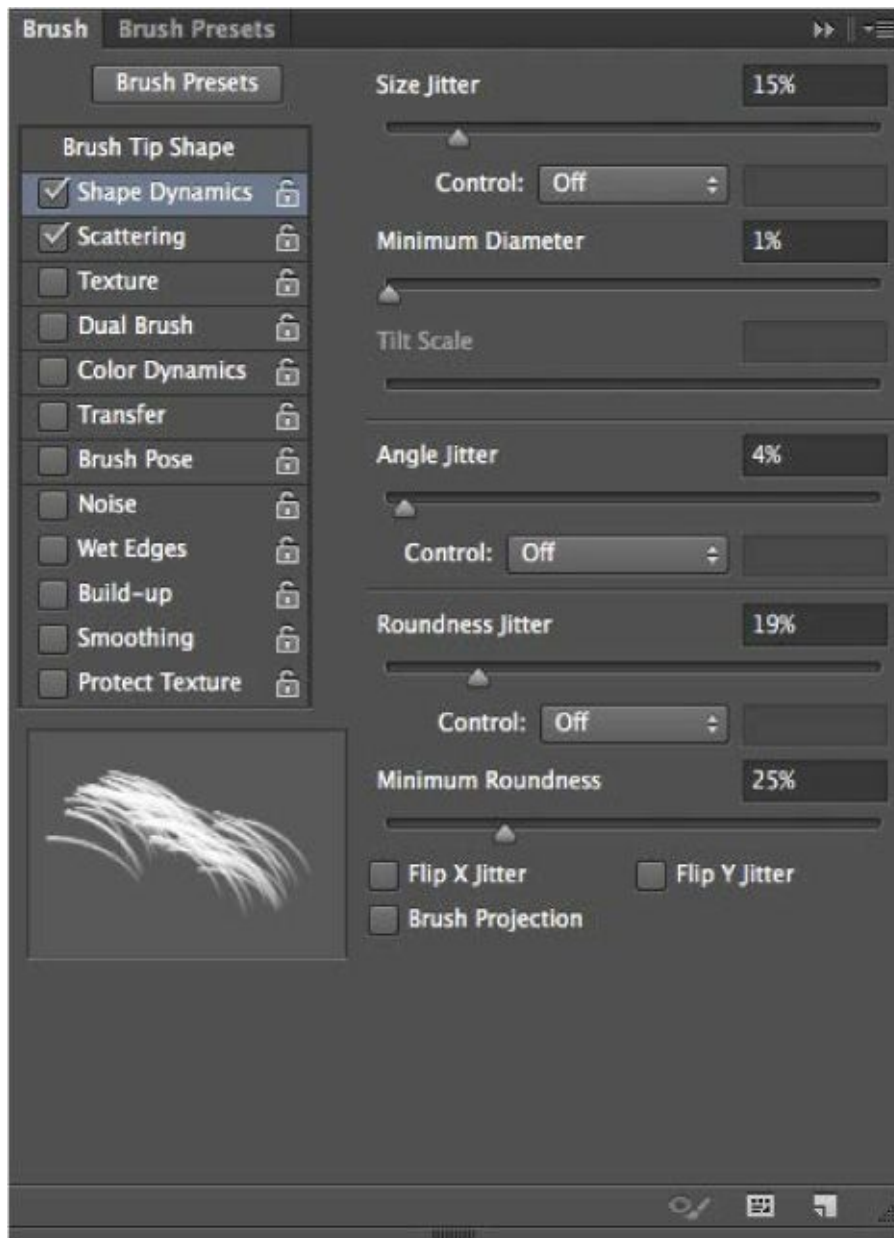 Brush Brush Presets
Brush Presets
Brush Tip Shape
Shape Dynamics
Scattering
Texture
Dual Brush
Color Dynamics
Transfer
Brush Pose
Noise
Wet Edges
Build-up
Smoothing
Protect Texture
Size Jitter 15%
Control: Off
Minimum Diameter 1%
Tilt Scale
Angle Jitter 4%
Control: Off
Roundness Jitter 19%
Control: Off
Minimum Roundness 25%
Flip X Jitter Flip Y Jitter
Brush Projection